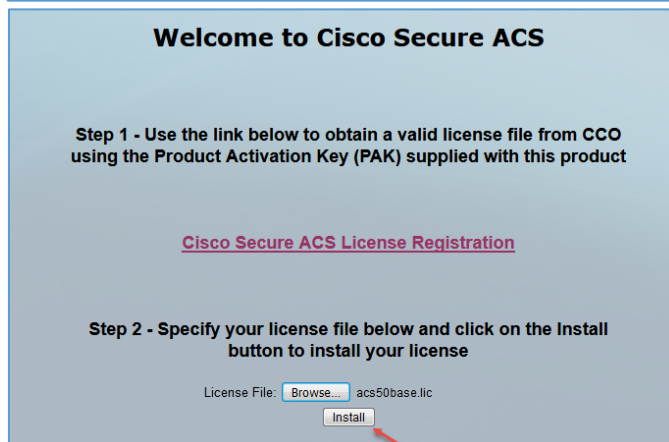 Welcome to Cisco Secure ACS
Step 1 - Use the link below to obtain a valid license file from CCO
using the Product Activation Key (PAK) supplied with this product
Cisco Secure ACS License Registration
Step 2 - Specify your license file below and click on the Install
button to install your license
License File: Browse... acs50base.lic
Install